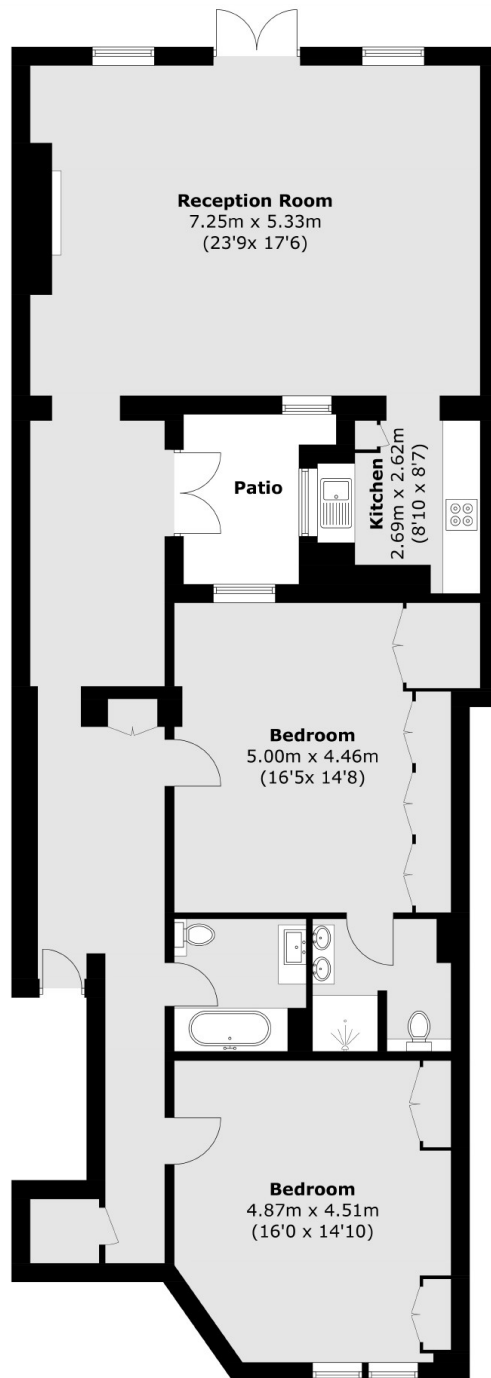 Reception Room
7.25m x 5.33m
(23'9x 17'6)
Patio
Kitchen
2.69m x 2.62m
(8'10 x 8'7)
Bedroom
5.00m x 4.46m
(16'5x 14'8)
Bedroom
4.87m x 4.51m
(16'0 x 14'10)